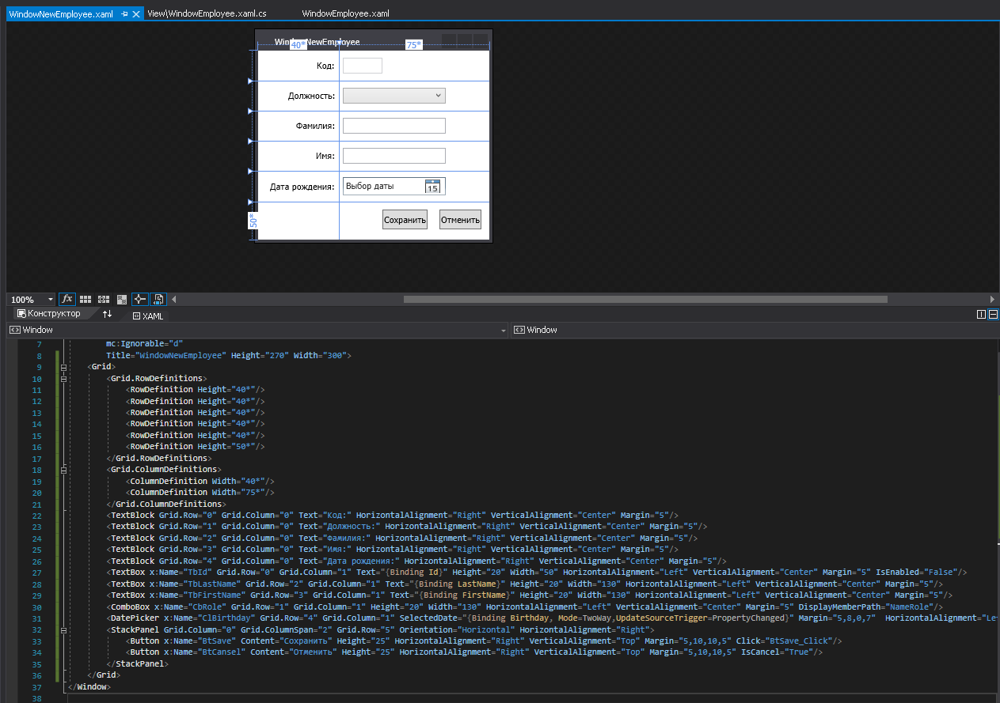 WindowNewEmployee.xaml View\WindowEmployee.xaml.cs WindowEmployee.xaml
WindowNewEmployee
40* 75*
Код:
Должность:
Фамилия:
Имя:
Дата рождения: Выбор даты 15
50* Сохранить Отменить
100% fx
Конструктор XAML
Window Window
7 mc:Ignorable="d"
8 Title="WindowNewEmployee" Height="270" Width="300">
9 <Grid>
10 <Grid.RowDefinitions>
11 <RowDefinition Height="40*"/>
12 <RowDefinition Height="40*"/>
13 <RowDefinition Height="40*"/>
14 <RowDefinition Height="40*"/>
15 <RowDefinition Height="40*"/>
16 <RowDefinition Height="50*"/>
17 </Grid.RowDefinitions>
18 <Grid.ColumnDefinitions>
19 <ColumnDefinition Width="40*"/>
20 <ColumnDefinition Width="75*"/>
21 </Grid.ColumnDefinitions>
22 <TextBlock Grid.Row="0" Grid.Column="0" Text="Код:" HorizontalAlignment="Right" VerticalAlignment="Center" Margin="5"/>
23 <TextBlock Grid.Row="1" Grid.Column="0" Text="Должность:" HorizontalAlignment="Right" VerticalAlignment="Center" Margin="5"/>
24 <TextBlock Grid.Row="2" Grid.Column="0" Text="Фамилия:" HorizontalAlignment="Right" VerticalAlignment="Center" Margin="5"/>
25 <TextBlock Grid.Row="3" Grid.Column="0" Text="Имя:" HorizontalAlignment="Right" VerticalAlignment="Center" Margin="5"/>
26 <TextBlock Grid.Row="4" Grid.Column="0" Text="Дата рождения:" HorizontalAlignment="Right" VerticalAlignment="Center" Margin="5"/>
27 <TextBox x:Name="TbId" Grid.Row="0" Grid.Column="1" Text="{Binding Id}" Height="20" Width="50" HorizontalAlignment="Left" VerticalAlignment="Center" Margin="5" IsEnabled="False"/>
28 <TextBox x:Name="TbLastName" Grid.Row="2" Grid.Column="1" Text="{Binding LastName}" Height="20" Width="130" HorizontalAlignment="Left" VerticalAlignment="Center" Margin="5"/>
29 <TextBox x:Name="TbFirstName" Grid.Row="3" Grid.Column="1" Text="{Binding FirstName}" Height="20" Width="130" HorizontalAlignment="Left" VerticalAlignment="Center" Margin="5"/>
30 <ComboBox x:Name="CbRole" Grid.Row="1" Grid.Column="1" Height="20" Width="130" HorizontalAlignment="Left" VerticalAlignment="Center" Margin="5" DisplayMemberPath="NameRole"/>
31 <DatePicker x:Name="ClBirthday" Grid.Row="4" Grid.Column="1" SelectedDate="{Binding Birthday, Mode=TwoWay,UpdateSourceTrigger=PropertyChanged}" Margin="5,8,0,7" HorizontalAlignment="Le
32 <StackPanel Grid.Column="0" Grid.ColumnSpan="2" Grid.Row="5" Orientation="Horizontal" HorizontalAlignment="Right">
33 <Button x:Name="BtSave" Content="Сохранить" Height="25" HorizontalAlignment="Right" VerticalAlignment="Top" Margin="5,10,10,5" Click="BtSave_Click"/>
34 <Button x:Name="BtCansel" Content="Отменить" Height="25" HorizontalAlignment="Right" VerticalAlignment="Top" Margin="5,10,10,5" IsCancel="True"/>
35 </StackPanel>
36 </Grid>
37 </Window>
38